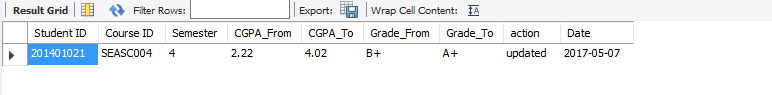 Result Grid Filter Rows: Export: Wrap Cell Content:
Student ID Course ID Semester CGPA_From CGPA_To Grade_From Grade_To action Date
201401021 SEASC004 4 2.22 4.02 B+ A+ updated 2017-05-07